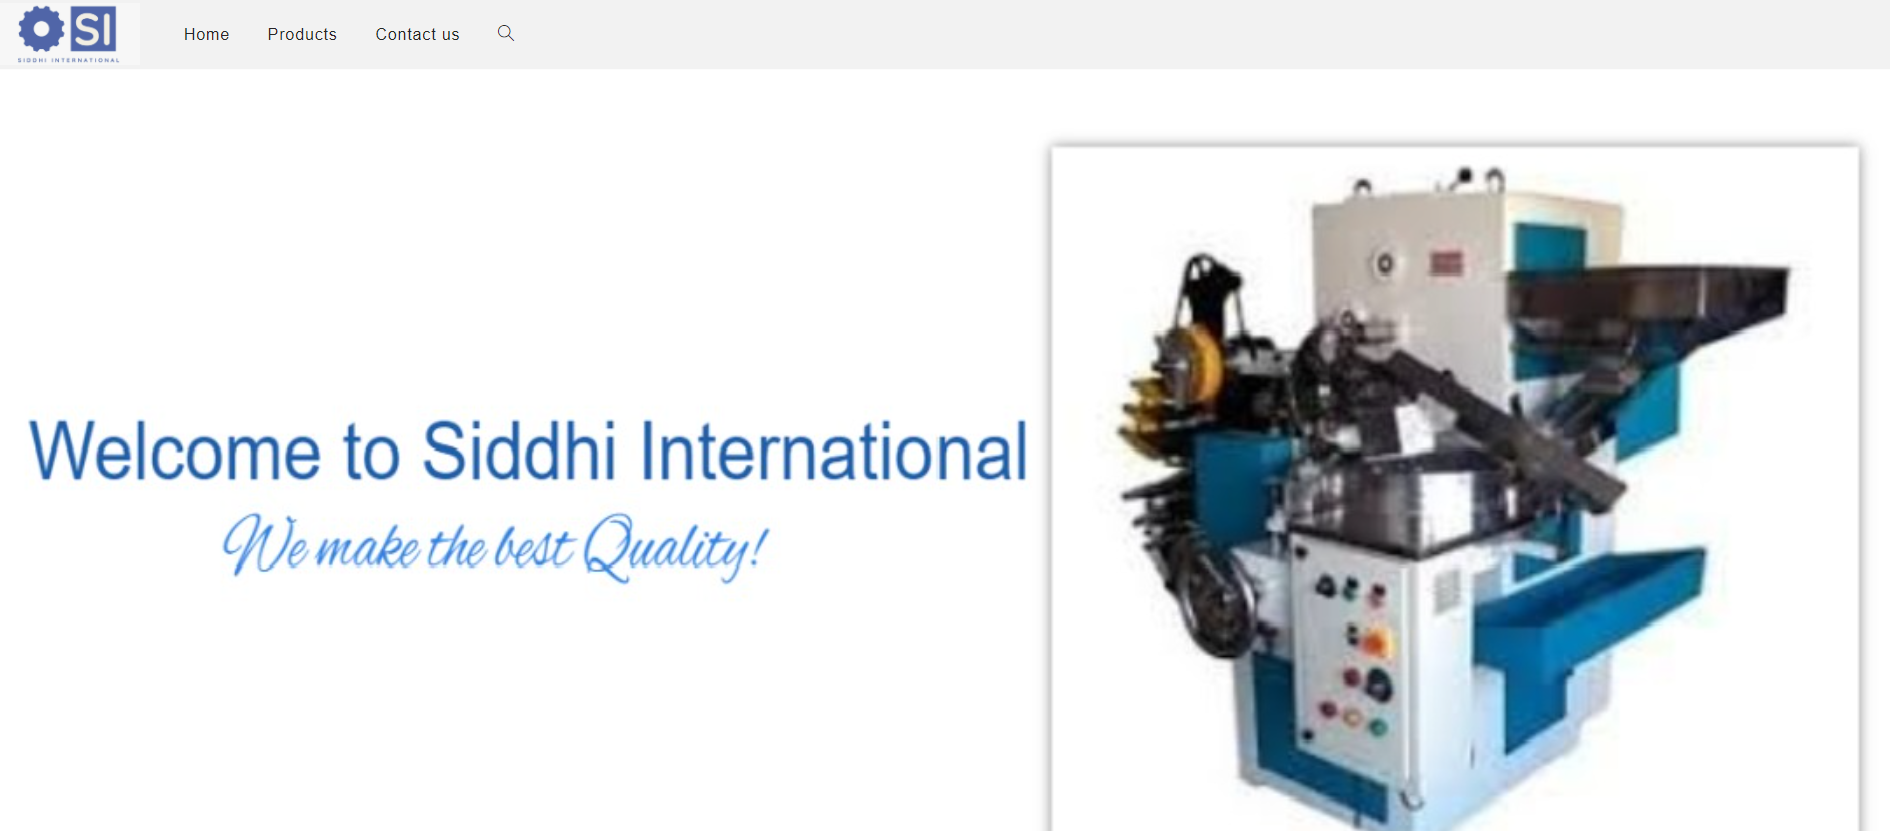 SI
SIDDHI INTERNATIONAL
Home Products Contact us
Welcome to Siddhi International
We make the best Quality!